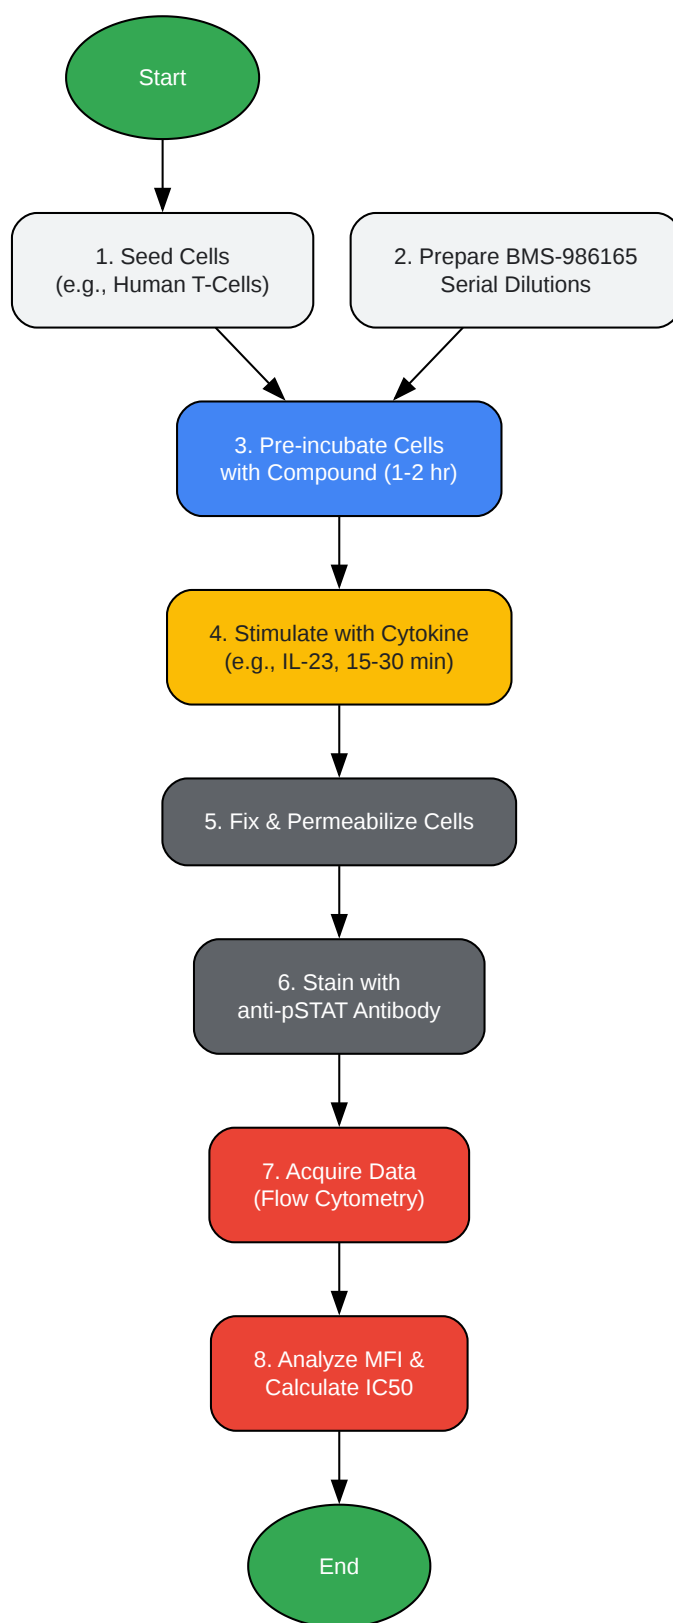 Start
1. Seed Cells
(e.g., Human T-Cells)
2. Prepare BMS-986165
Serial Dilutions
3. Pre-incubate Cells
with Compound (1-2 hr)
4. Stimulate with Cytokine
(e.g., IL-23, 15-30 min)
5. Fix & Permeabilize Cells
6. Stain with
anti-pSTAT Antibody
7. Acquire Data
(Flow Cytometry)
8. Analyze MFI &
Calculate IC50
End